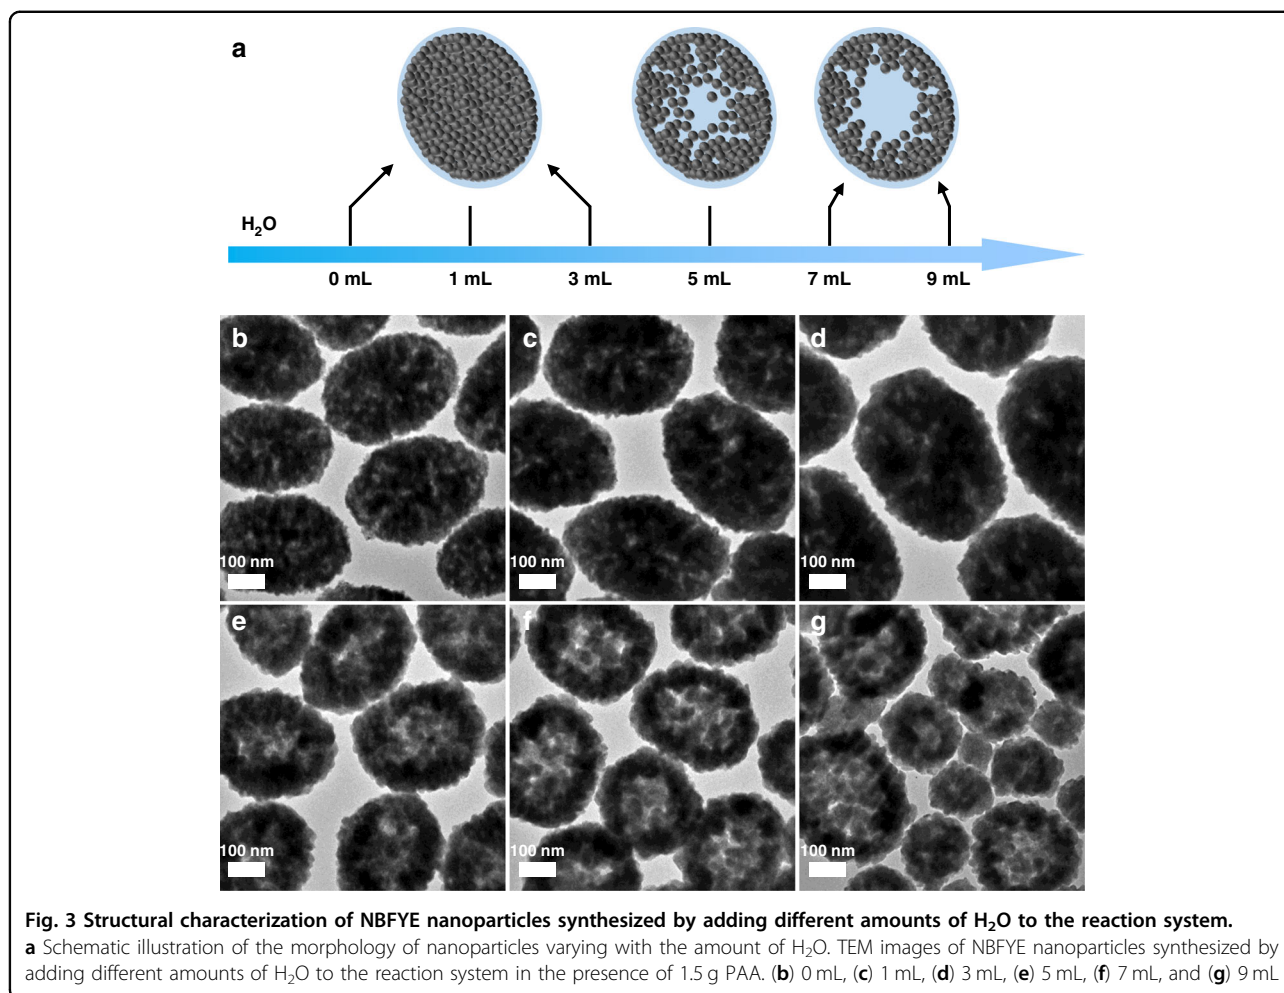 a
H₂O
0 mL 1 mL 3 mL 5 mL 7 mL 9 mL
b c d
100 nm 100 nm 100 nm
e f g
100 nm 100 nm 100 nm
Fig. 3 Structural characterization of NBFYE nanoparticles synthesized by adding different amounts of H₂O to the reaction system.
a Schematic illustration of the morphology of nanoparticles varying with the amount of H₂O. TEM images of NBFYE nanoparticles synthesized by
adding different amounts of H₂O to the reaction system in the presence of 1.5 g PAA. (b) 0 mL, (c) 1 mL, (d) 3 mL, (e) 5 mL, (f) 7 mL, and (g) 9 mL